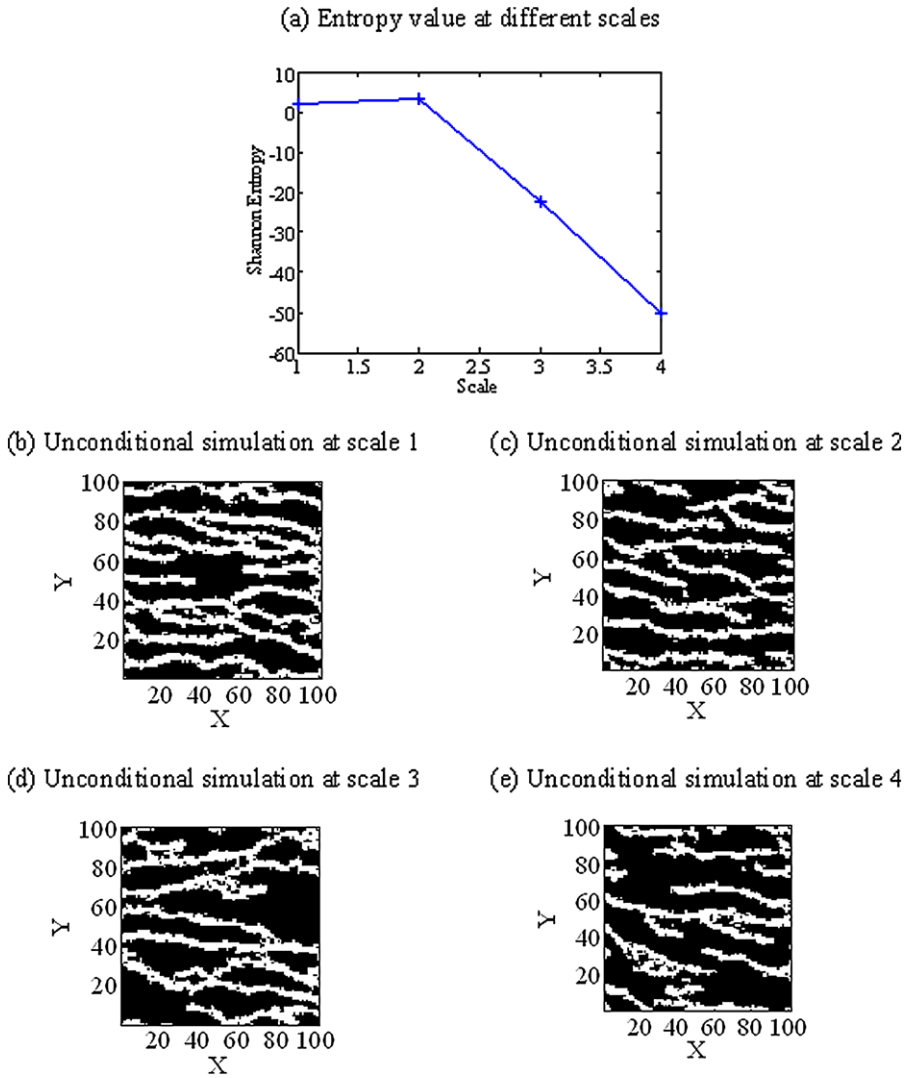 (a) Entropy value at different scales
10
0
-10
-20
-30
-40
-50
-60
Shannon Entropy
1 1.5 2 2.5 3 3.5 4
Scale
(b) Unconditional simulation at scale 1
100
80
60
40
20
Y
20 40 60 80 100
X
(c) Unconditional simulation at scale 2
100
80
60
40
20
Y
20 40 60 80 100
X
(d) Unconditional simulation at scale 3
100
80
60
40
20
Y
20 40 60 80 100
X
(e) Unconditional simulation at scale 4
100
80
60
40
20
Y
20 40 60 80 100
X